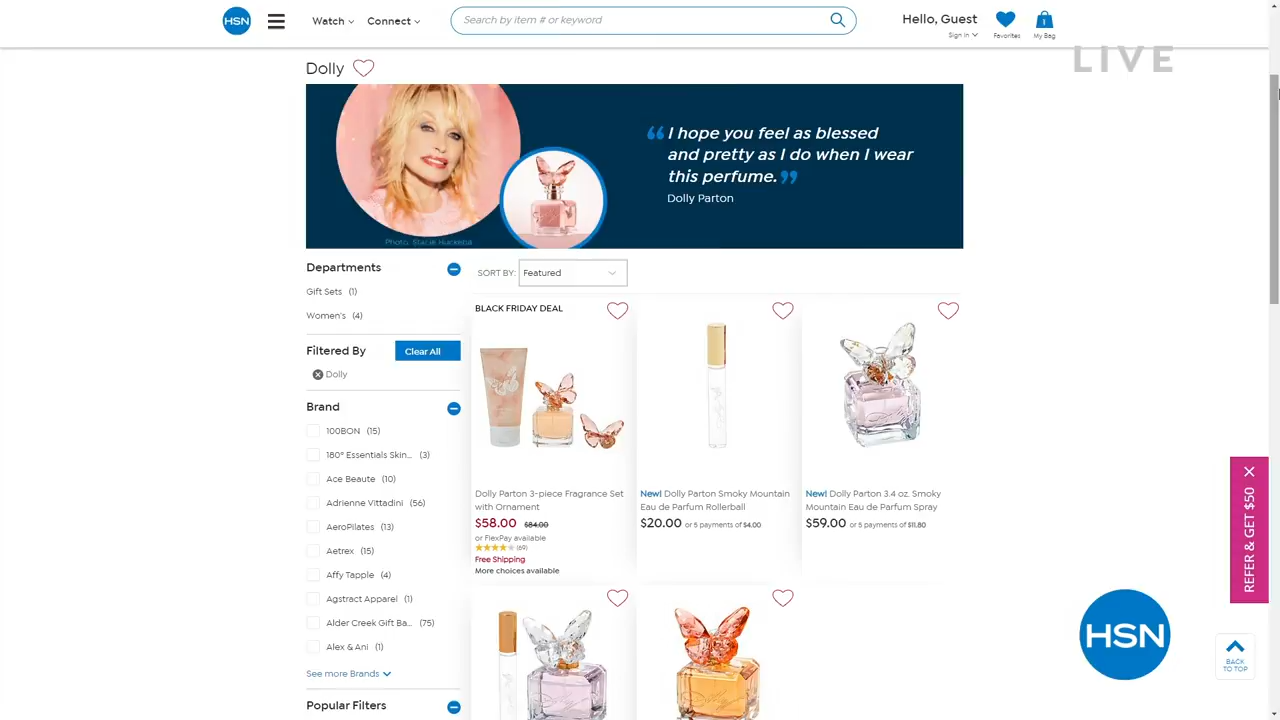 HSN
Watch
Connect
Search by item # or keyword
Hello, Guest
Sign In
Favorites
1
My Bag
LIVE
Dolly
“ I hope you feel as blessed
and pretty as I do when I wear
this perfume. ”
Dolly Parton
Photo: Stacie Huckeba
Departments
Gift Sets (1)
Women's (4)
Filtered By
Clear All
Dolly
Brand
100BON (15)
180° Essentials Skin... (3)
Ace Beaute (10)
Adrienne Vittadini (56)
AeroPilates (13)
Aetrex (15)
Affy Tapple (4)
Agstract Apparel (1)
Alder Creek Gift Ba... (75)
Alex & Ani (1)
See more Brands
Popular Filters
SORT BY: Featured
BLACK FRIDAY DEAL
Dolly Parton 3-piece Fragrance Set
with Ornament
$58.00 $84.00
or FlexPay available
(69)
Free Shipping
More choices available
New! Dolly Parton Smoky Mountain
Eau de Parfum Rollerball
$20.00 or 5 payments of $4.00
New! Dolly Parton 3.4 oz. Smoky
Mountain Eau de Parfum Spray
$59.00 or 5 payments of $11.80
REFER & GET $50
HSN
BACK
TO TOP